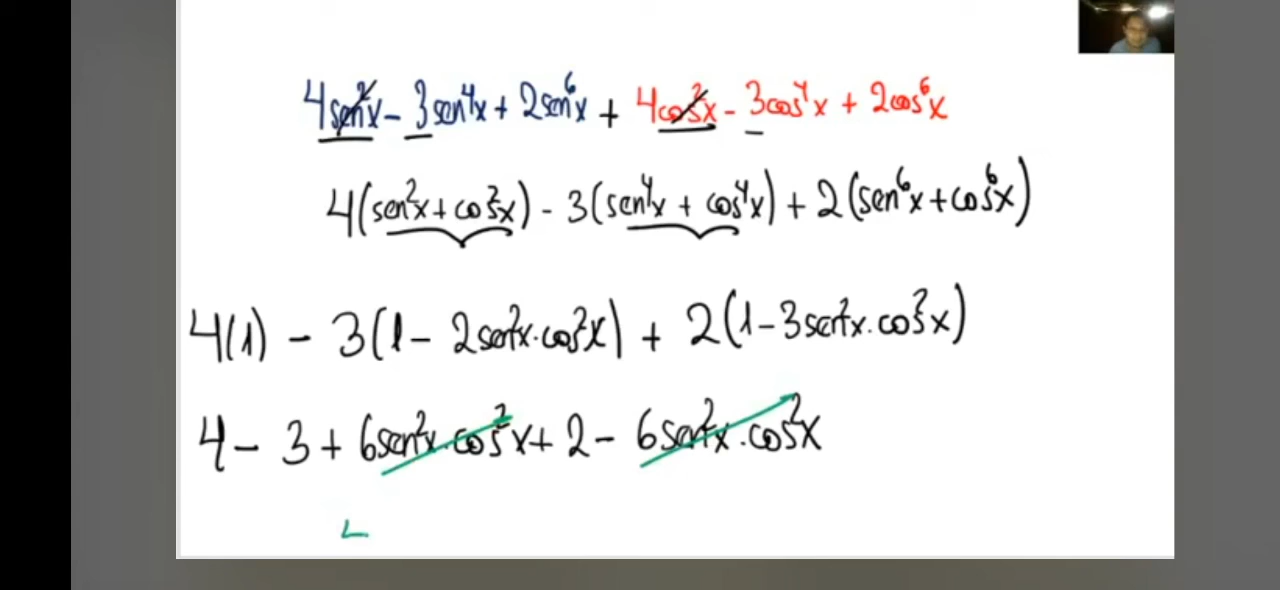 4sen²x - 3sen⁴x + 2sen⁶x + 4cos²x - 3cos⁴x + 2cos⁶x
4(sen²x + cos²x) - 3(sen⁴x + cos⁴x) + 2(sen⁶x + cos⁶x)
4(1) - 3(1 - 2sen²x·cos²x) + 2(1 - 3sen²x·cos²x)
4 - 3 + 6sen²x·cos²x + 2 - 6sen²x·cos²x